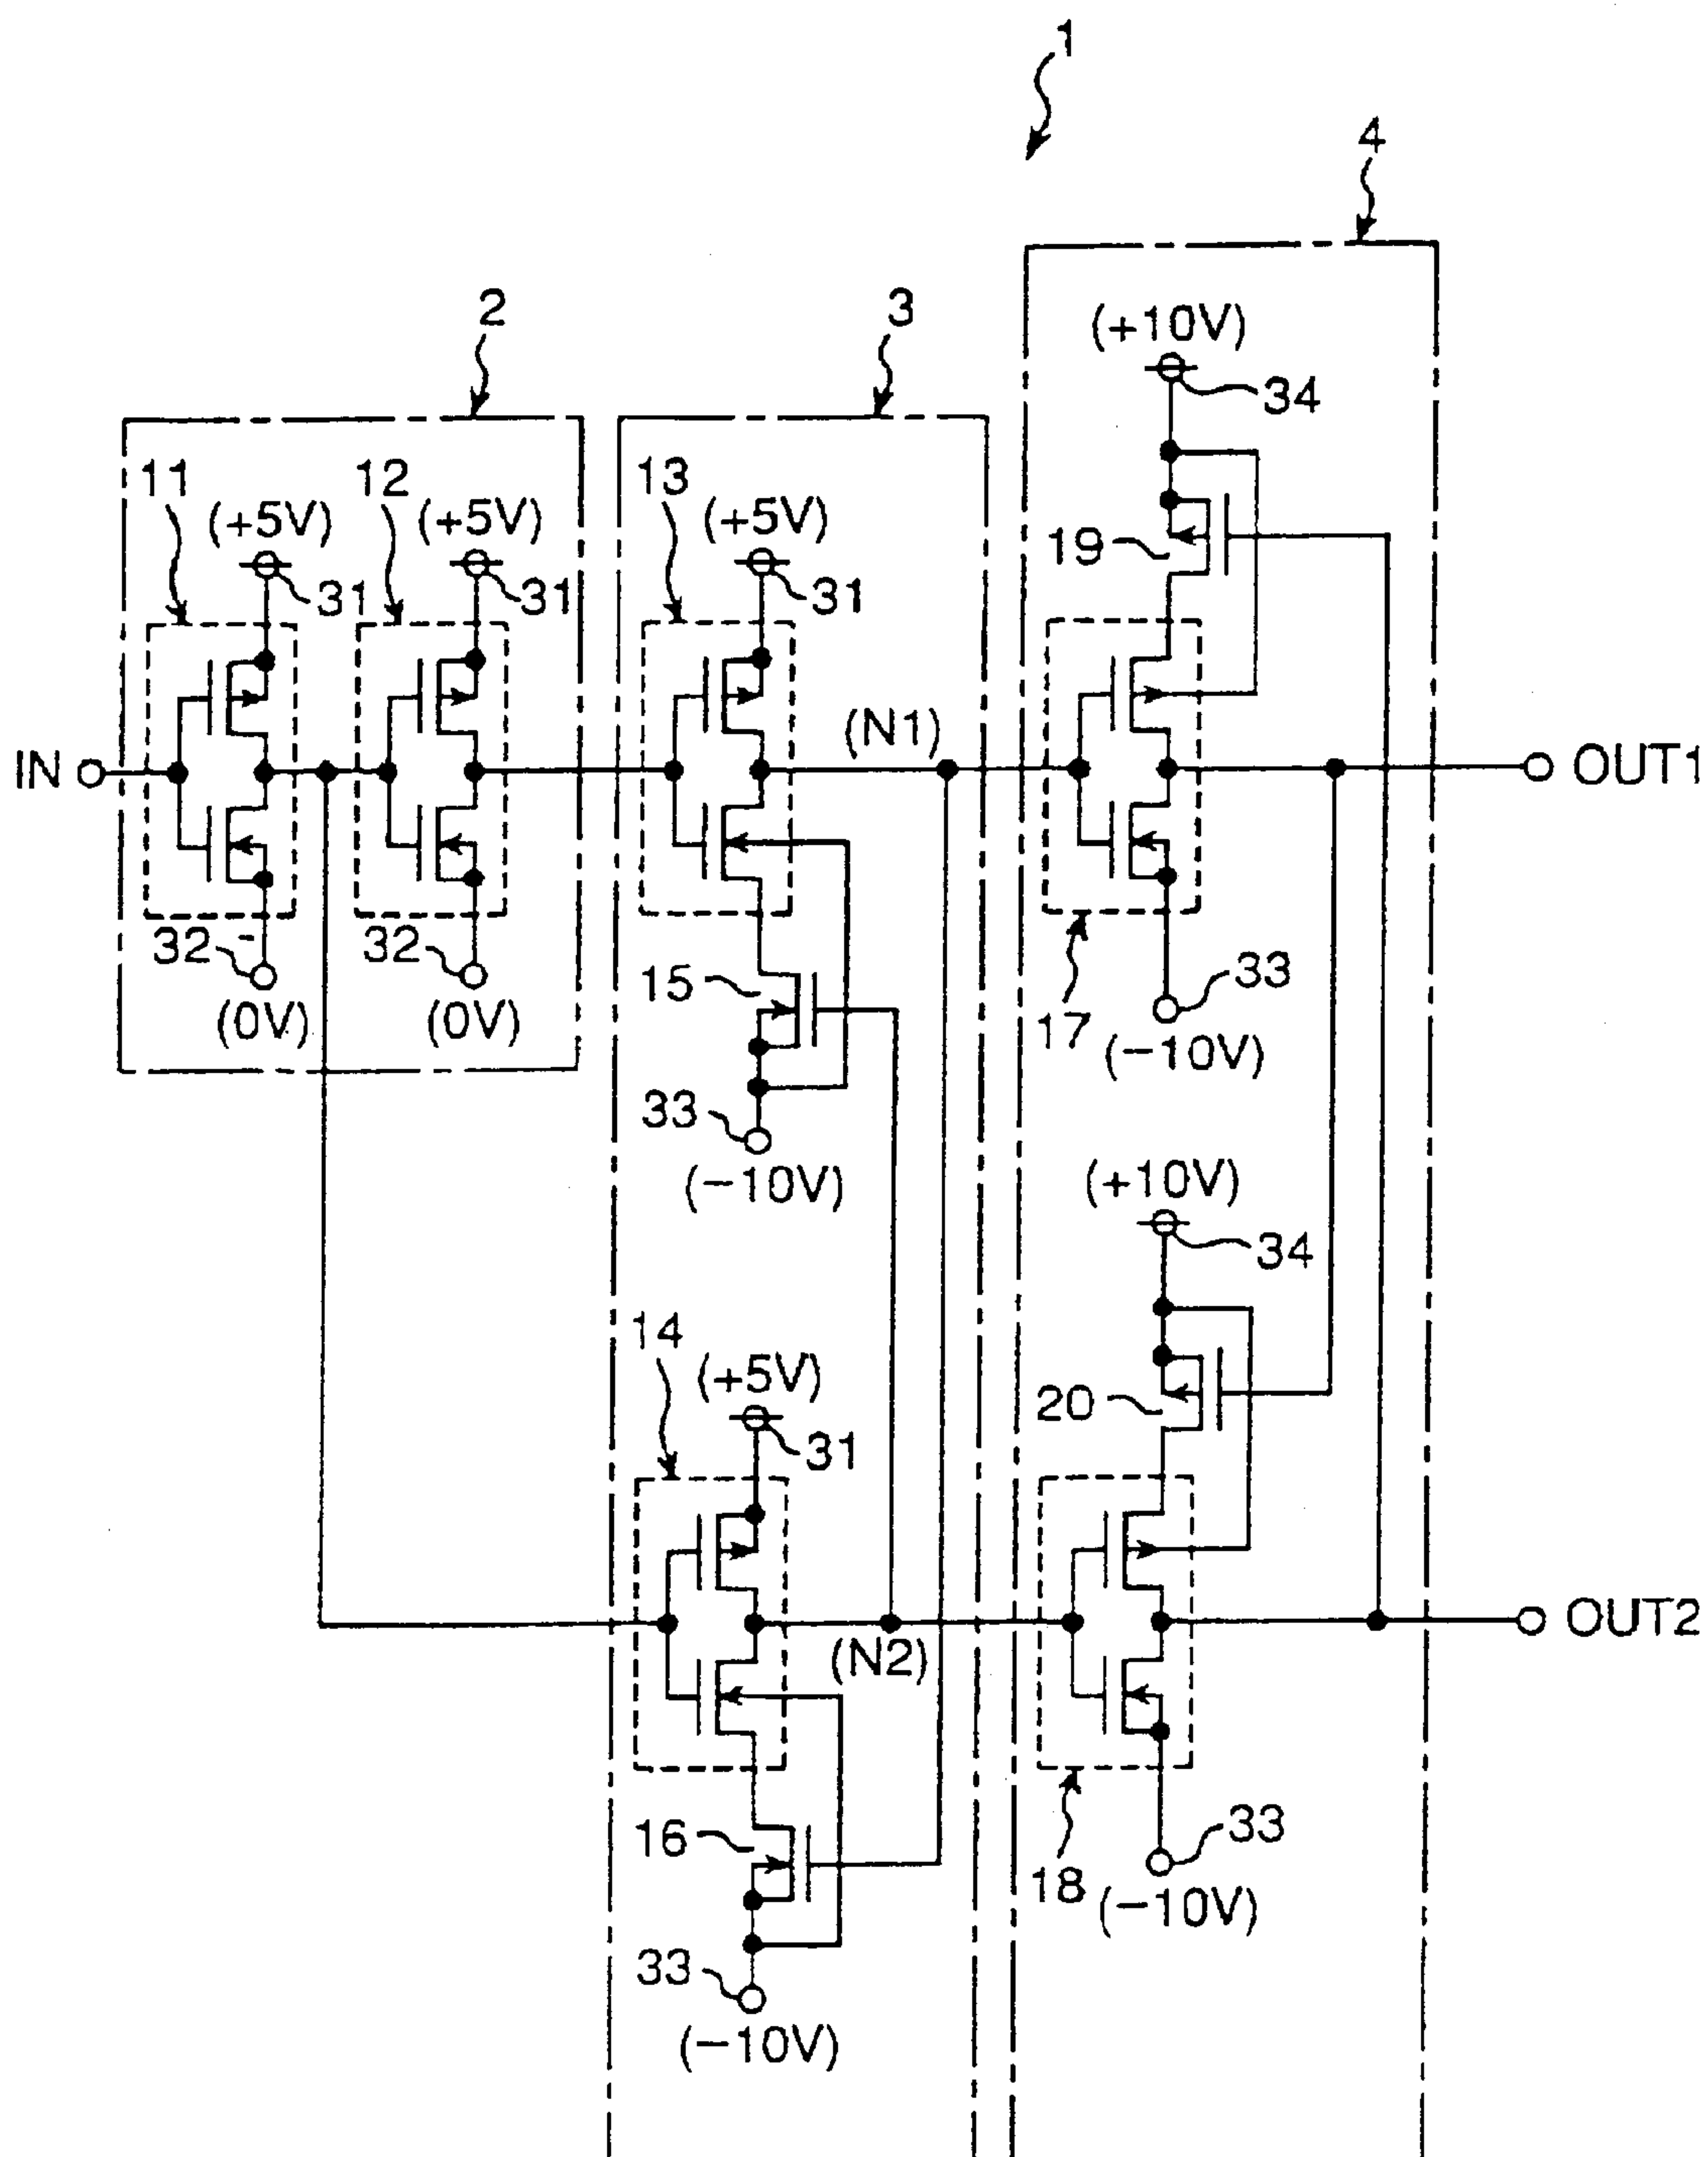 1
4
2
3
(+10V)
34
11
(+5V)
12
(+5V)
13
(+5V)
19
31
31
31
IN
(N1)
OUT1
32
32
15
33
(0V)
(0V)
17
(−10V)
33
(−10V)
(+10V)
34
14
(+5V)
20
31
(N2)
OUT2
16
33
18
(−10V)
33
(−10V)